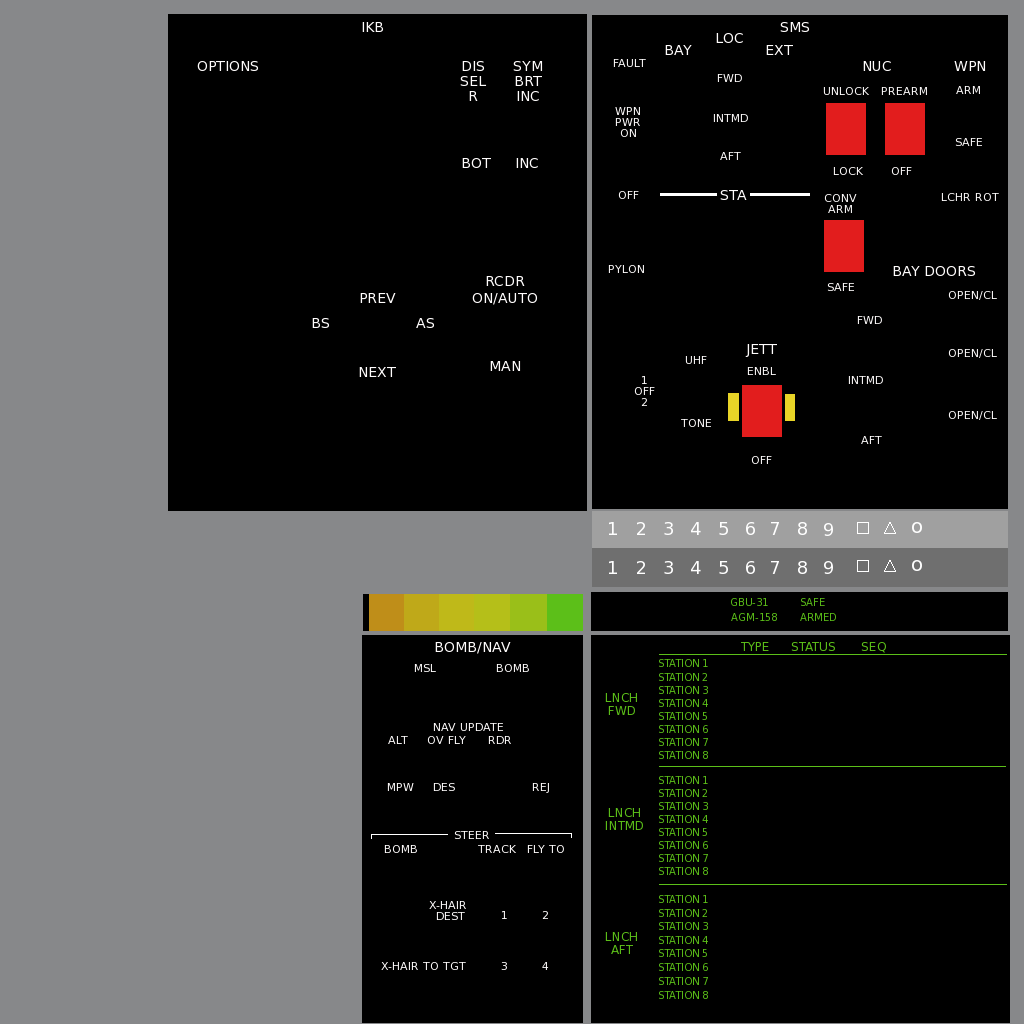 IKB
OPTIONS
DIS
SEL
R
SYM
BRT
INC
BOT
INC
RCDR
ON/AUTO
PREV
BS
AS
NEXT
MAN
SMS
LOC
BAY
EXT
FAULT
FWD
NUC
WPN
UNLOCK
PREARM
ARM
WPN
PWR
ON
INTMD
SAFE
AFT
LOCK
OFF
OFF
STA
CONV
ARM
LCHR ROT
PYLON
BAY DOORS
SAFE
OPEN/CL
FWD
JETT
OPEN/CL
UHF
ENBL
1
OFF
2
INTMD
OPEN/CL
TONE
AFT
OFF
1 2 3 4 5 6 7 8 9 □ △ O
1 2 3 4 5 6 7 8 9 □ △ O
GBU-31 SAFE
AGM-158 ARMED
BOMB/NAV
MSL BOMB
NAV UPDATE
ALT OV FLY RDR
MPW DES REJ
STEER
BOMB TRACK FLY TO
X-HAIR
DEST 1 2
X-HAIR TO TGT 3 4
TYPE STATUS SEQ
LNCH
FWD
STATION 1
STATION 2
STATION 3
STATION 4
STATION 5
STATION 6
STATION 7
STATION 8
LNCH
INTMD
STATION 1
STATION 2
STATION 3
STATION 4
STATION 5
STATION 6
STATION 7
STATION 8
LNCH
AFT
STATION 1
STATION 2
STATION 3
STATION 4
STATION 5
STATION 6
STATION 7
STATION 8